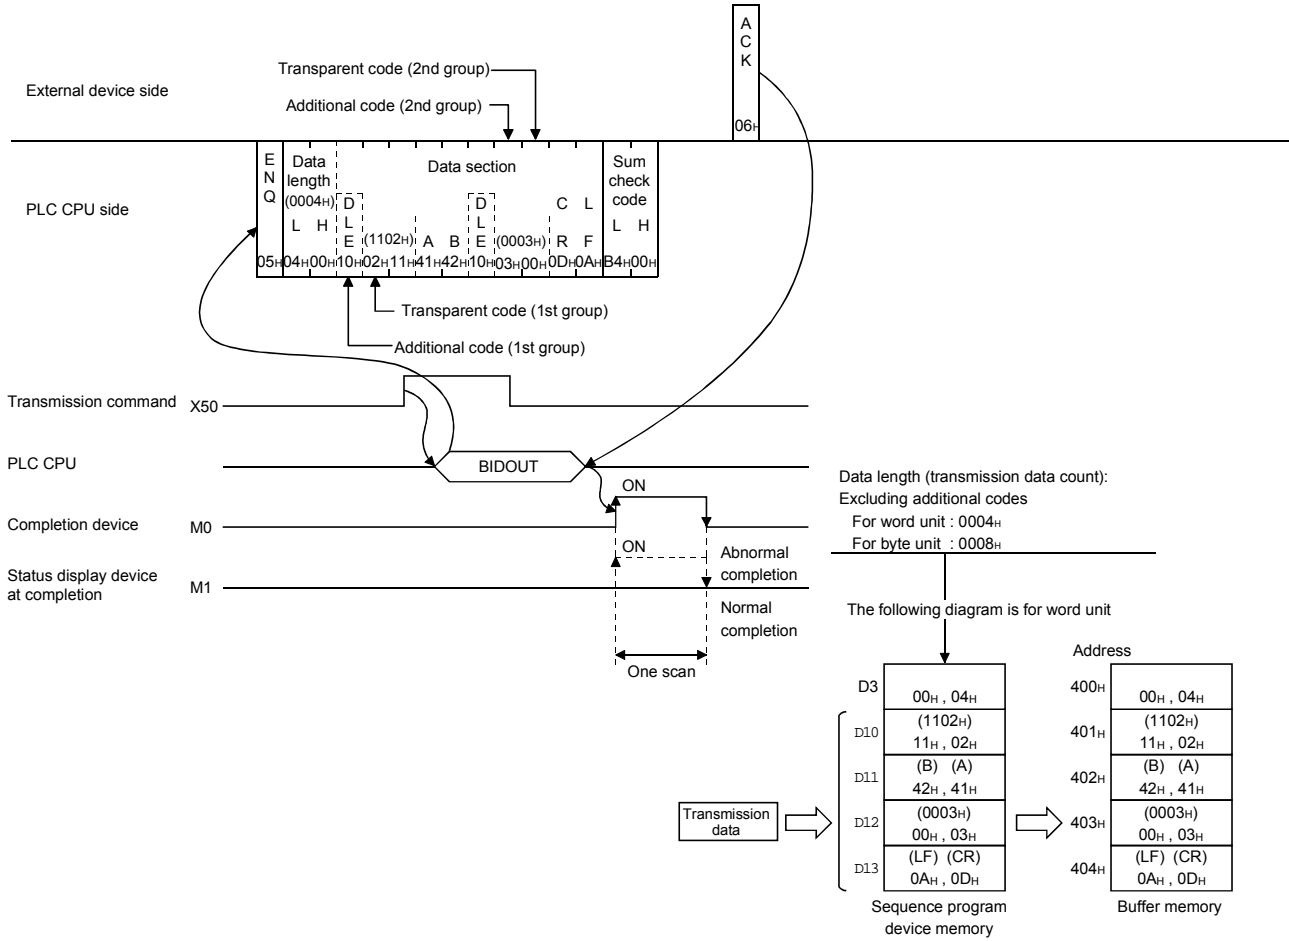 A
C
K
06H
Transparent code (2nd group)
External device side
Additional code (2nd group)
E
N
Q
Data
length
(0004H)
L H
Data section
Sum
check
code
L H
PLC CPU side
D
L
E
(1102H)
A B
D
L
E
(0003H)
C L
R F
05H 04H 00H 10H 02H 11H 41H 42H 10H 03H 00H 0DH 0AH B4H 00H
Transparent code (1st group)
Additional code (1st group)
Transmission command X50
PLC CPU
BIDOUT
ON
Completion device M0
ON
Abnormal
completion
Status display device
at completion
M1
Normal
completion
One scan
Data length (transmission data count):
Excluding additional codes
For word unit : 0004H
For byte unit : 0008H
The following diagram is for word unit
Address
D3 00H , 04H 400H 00H , 04H
(1102H) (1102H)
D10 11H , 02H 401H 11H , 02H
(B) (A) (B) (A)
D11 42H , 41H 402H 42H , 41H
Transmission
data
(0003H) (0003H)
D12 00H , 03H 403H 00H , 03H
(LF) (CR) (LF) (CR)
D13 0AH , 0DH 404H 0AH , 0DH
Sequence program
device memory
Buffer memory